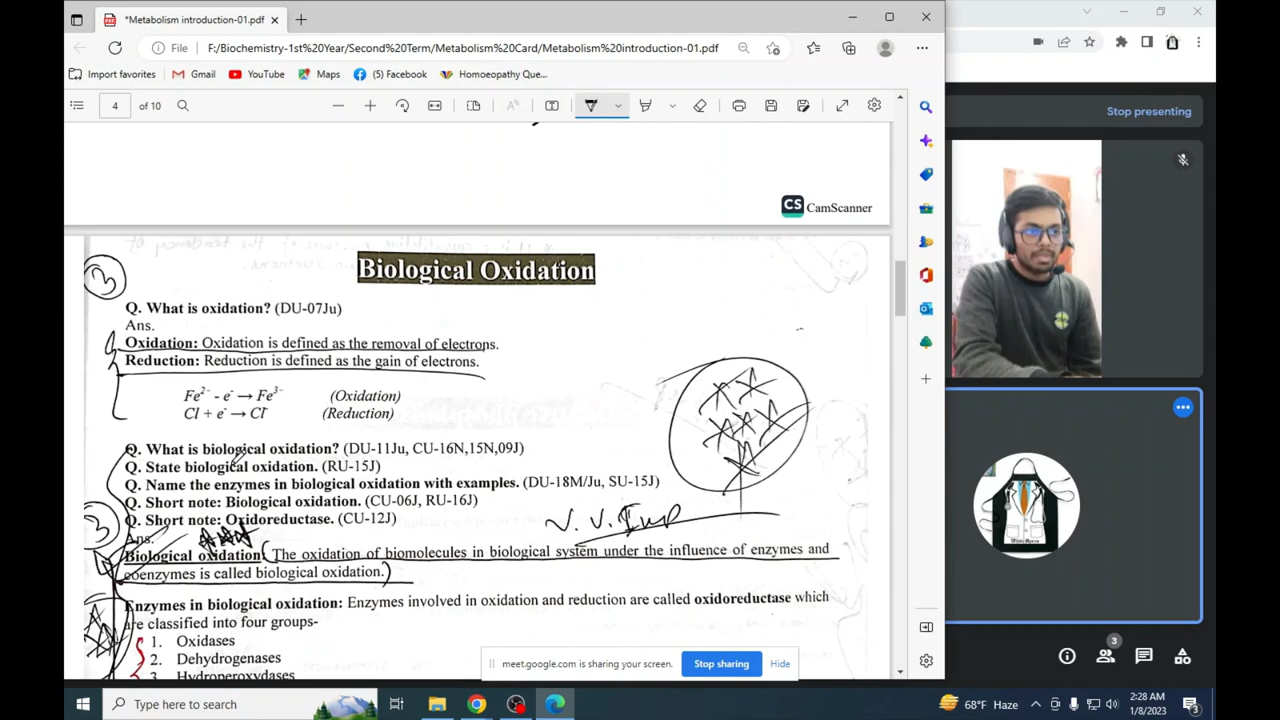 *Metabolism introduction-01.pdf
File
F:/Biochemistry-1st%20Year/Second%20Term/Metabolism%20Card/Metabolism%20introduction-01.pdf
Import favorites
Gmail
YouTube
Maps
(5) Facebook
Homoeopathy Que...
4 of 10
Stop presenting
CS CamScanner
3
Biological Oxidation
Q. What is oxidation? (DU-07Ju)
Ans.
Oxidation: Oxidation is defined as the removal of electrons.
Reduction: Reduction is defined as the gain of electrons.
Fe2- - e- → Fe3- (Oxidation)
Cl + e- → Cl- (Reduction)
Q. What is biological oxidation? (DU-11Ju, CU-16N,15N,09J)
Q. State biological oxidation. (RU-15J)
Q. Name the enzymes in biological oxidation with examples. (DU-18M/Ju, SU-15J)
Q. Short note: Biological oxidation. (CU-06J, RU-16J)
Q. Short note: Oxidoreductase. (CU-12J)
V.V.Imp
3
Ans.
Biological oxidation: The oxidation of biomolecules in biological system under the influence of enzymes and
coenzymes is called biological oxidation.
Enzymes in biological oxidation: Enzymes involved in oxidation and reduction are called oxidoreductase which
are classified into four groups-
1. Oxidases
2. Dehydrogenases
3. Hydroperoxydases
meet.google.com is sharing your screen.
Stop sharing
Hide
3
Type here to search
68°F Haze
2:28 AM
1/8/2023
3